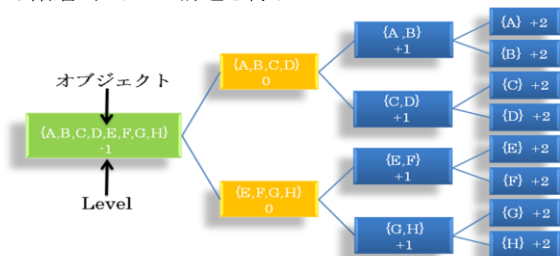 オブジェクト
{A,B,C,D,E,F,G,H}
-1
Level
{A,B,C,D}
0
{E,F,G,H}
0
{A,B}
+1
{C,D}
+1
{E,F}
+1
{G,H}
+1
{A} +2
{B} +2
{C} +2
{D} +2
{E} +2
{F} +2
{G} +2
{H} +2